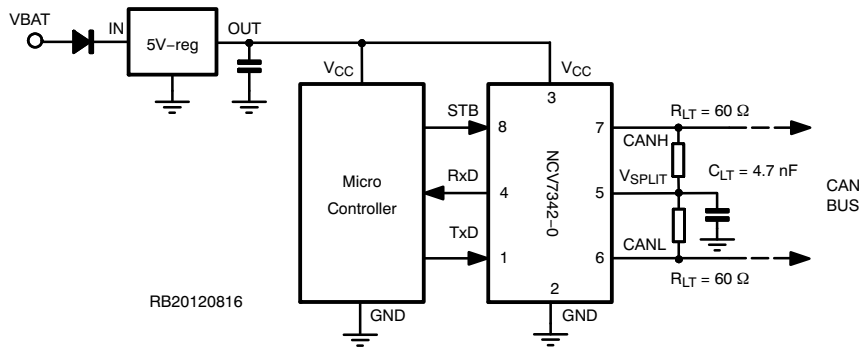 VBAT
IN
5V−reg
OUT
VCC
VCC
3
RLT = 60 Ω
STB
8
7
CANH
RxD
4
NCV7342−0
5
VSPLIT
CLT = 4.7 nF
Micro
Controller
CAN
BUS
TxD
1
6
CANL
RLT = 60 Ω
2
RB20120816
GND
GND